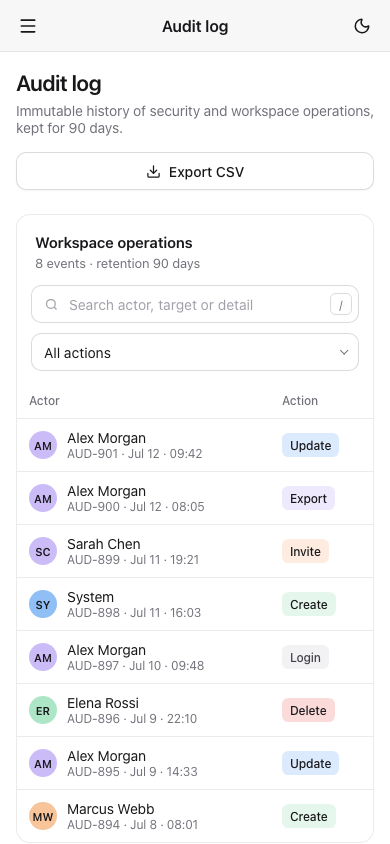 Audit log
Audit log
Immutable history of security and workspace operations,
kept for 90 days.
Export CSV
Workspace operations
8 events · retention 90 days
Search actor, target or detail /
All actions
Actor Action
AM Alex Morgan Update
AUD-901 · Jul 12 · 09:42
AM Alex Morgan Export
AUD-900 · Jul 12 · 08:05
SC Sarah Chen Invite
AUD-899 · Jul 11 · 19:21
SY System Create
AUD-898 · Jul 11 · 16:03
AM Alex Morgan Login
AUD-897 · Jul 10 · 09:48
ER Elena Rossi Delete
AUD-896 · Jul 9 · 22:10
AM Alex Morgan Update
AUD-895 · Jul 9 · 14:33
MW Marcus Webb Create
AUD-894 · Jul 8 · 08:01